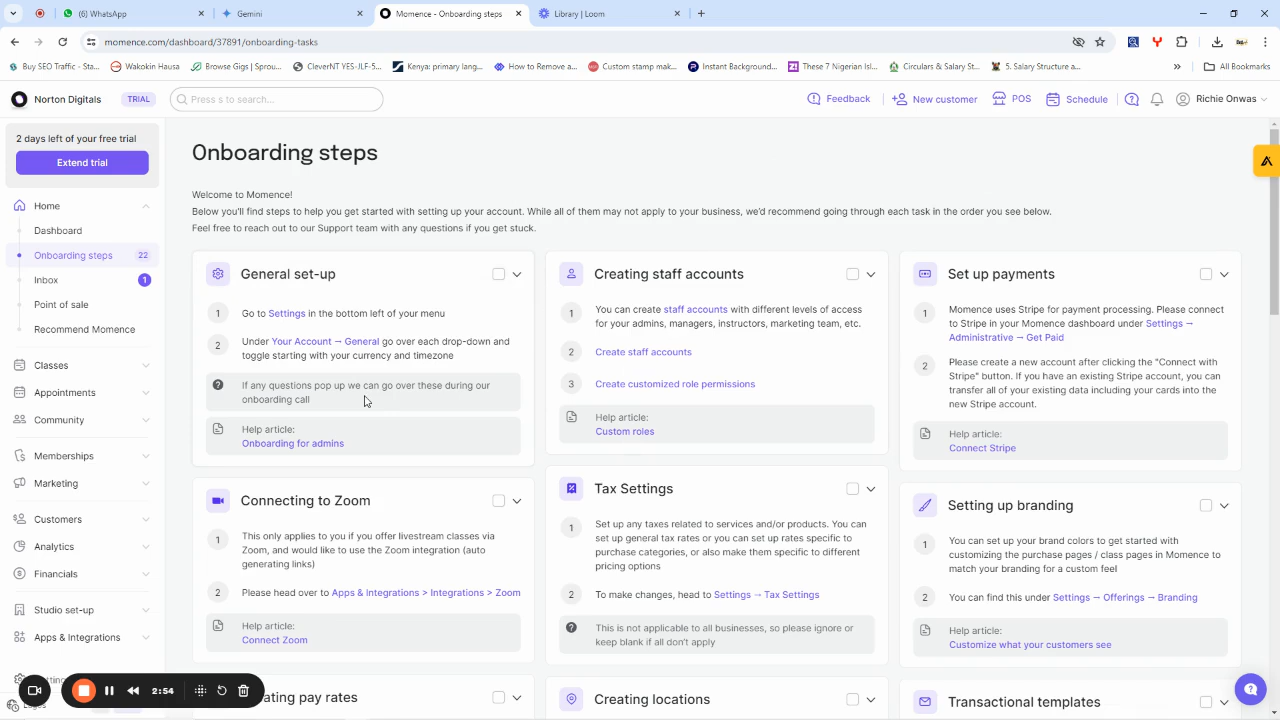 (6) WhatsApp
Gemini
Momence - Onboarding steps
Library | Loom
momence.com/dashboard/37891/onboarding-tasks
Buy SEO Traffic - Sta...
Wakokin Hausa
Browse Gigs | Sprou...
CleverNT YES-JLF-5...
Kenya: primary lang...
How to Remove a...
Custom stamp mak...
Instant Background...
These 7 Nigerian Isl...
Circulars & Salary St...
5. Salary Structure a...
All Bookmarks
Norton Digitals
TRIAL
Press s to search...
Feedback
New customer
POS
Schedule
Richie Onwas
2 days left of your free trial
Extend trial
Home
Dashboard
Onboarding steps 22
Inbox 1
Point of sale
Recommend Momence
Classes
Appointments
Community
Memberships
Marketing
Customers
Analytics
Financials
Studio set-up
Apps & Integrations
2:54
Onboarding steps
Welcome to Momence!
Below you'll find steps to help you get started with setting up your account. While all of them may not apply to your business, we'd recommend going through each task in the order you see below.
Feel free to reach out to our Support team with any questions if you get stuck.
General set-up
1 Go to Settings in the bottom left of your menu
2 Under Your Account → General go over each drop-down and
toggle starting with your currency and timezone
If any questions pop up we can go over these during our
onboarding call
Help article:
Onboarding for admins
Creating staff accounts
1 You can create staff accounts with different levels of access
for your admins, managers, instructors, marketing team, etc.
2 Create staff accounts
3 Create customized role permissions
Help article:
Custom roles
Set up payments
1 Momence uses Stripe for payment processing. Please connect
to Stripe in your Momence dashboard under Settings →
Administrative → Get Paid
2 Please create a new account after clicking the "Connect with
Stripe" button. If you have an existing Stripe account, you can
transfer all of your existing data including your cards into the
new Stripe account.
Help article:
Connect Stripe
Connecting to Zoom
1 This only applies to you if you offer livestream classes via
Zoom, and would like to use the Zoom integration (auto
generating links)
2 Please head over to Apps & Integrations > Integrations > Zoom
Help article:
Connect Zoom
Tax Settings
1 Set up any taxes related to services and/or products. You can
set up general tax rates or you can set up rates specific to
purchase categories, or also make them specific to different
pricing options
2 To make changes, head to Settings → Tax Settings
This is not applicable to all businesses, so please ignore or
keep blank if all don't apply
Setting up branding
1 You can set up your brand colors to get started with
customizing the purchase pages / class pages in Momence to
match your branding for a custom feel
2 You can find this under Settings → Offerings → Branding
Help article:
Customize what your customers see
pay rates
Creating locations
Transactional templates